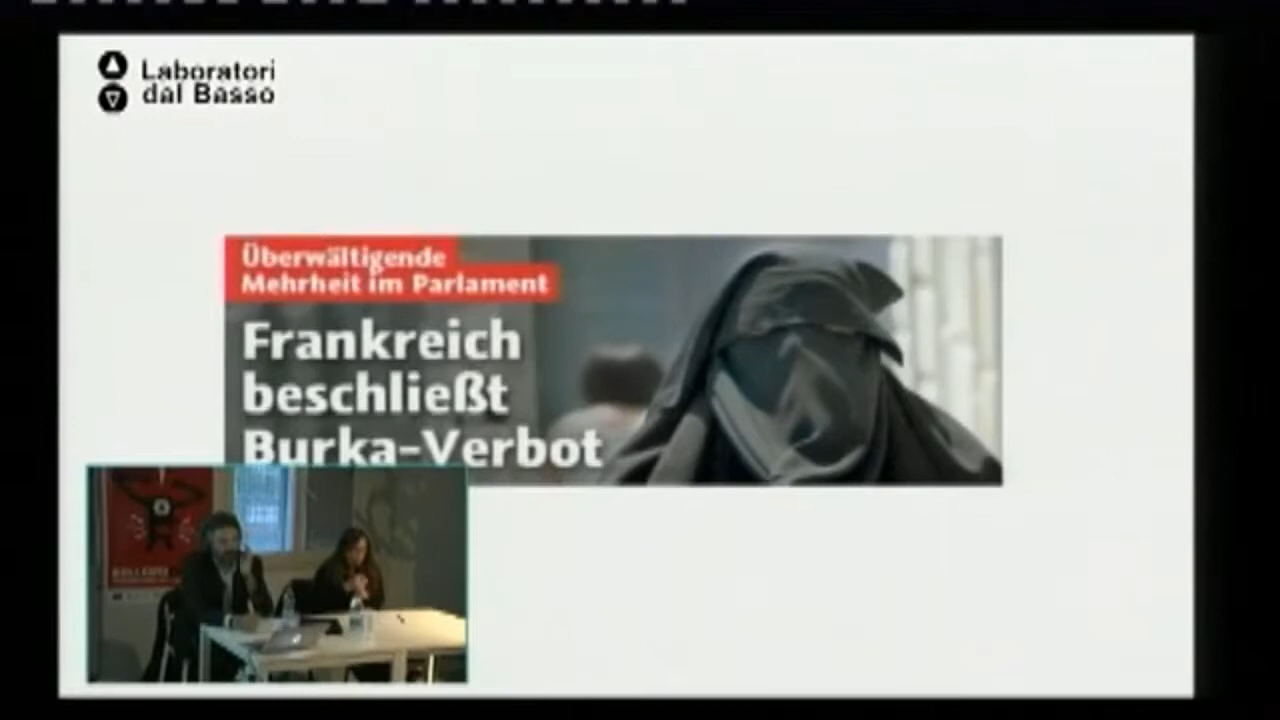 Laboratori
dal Basso
Überwältigende
Mehrheit im Parlament
Frankreich
beschließt
Burka-Verbot